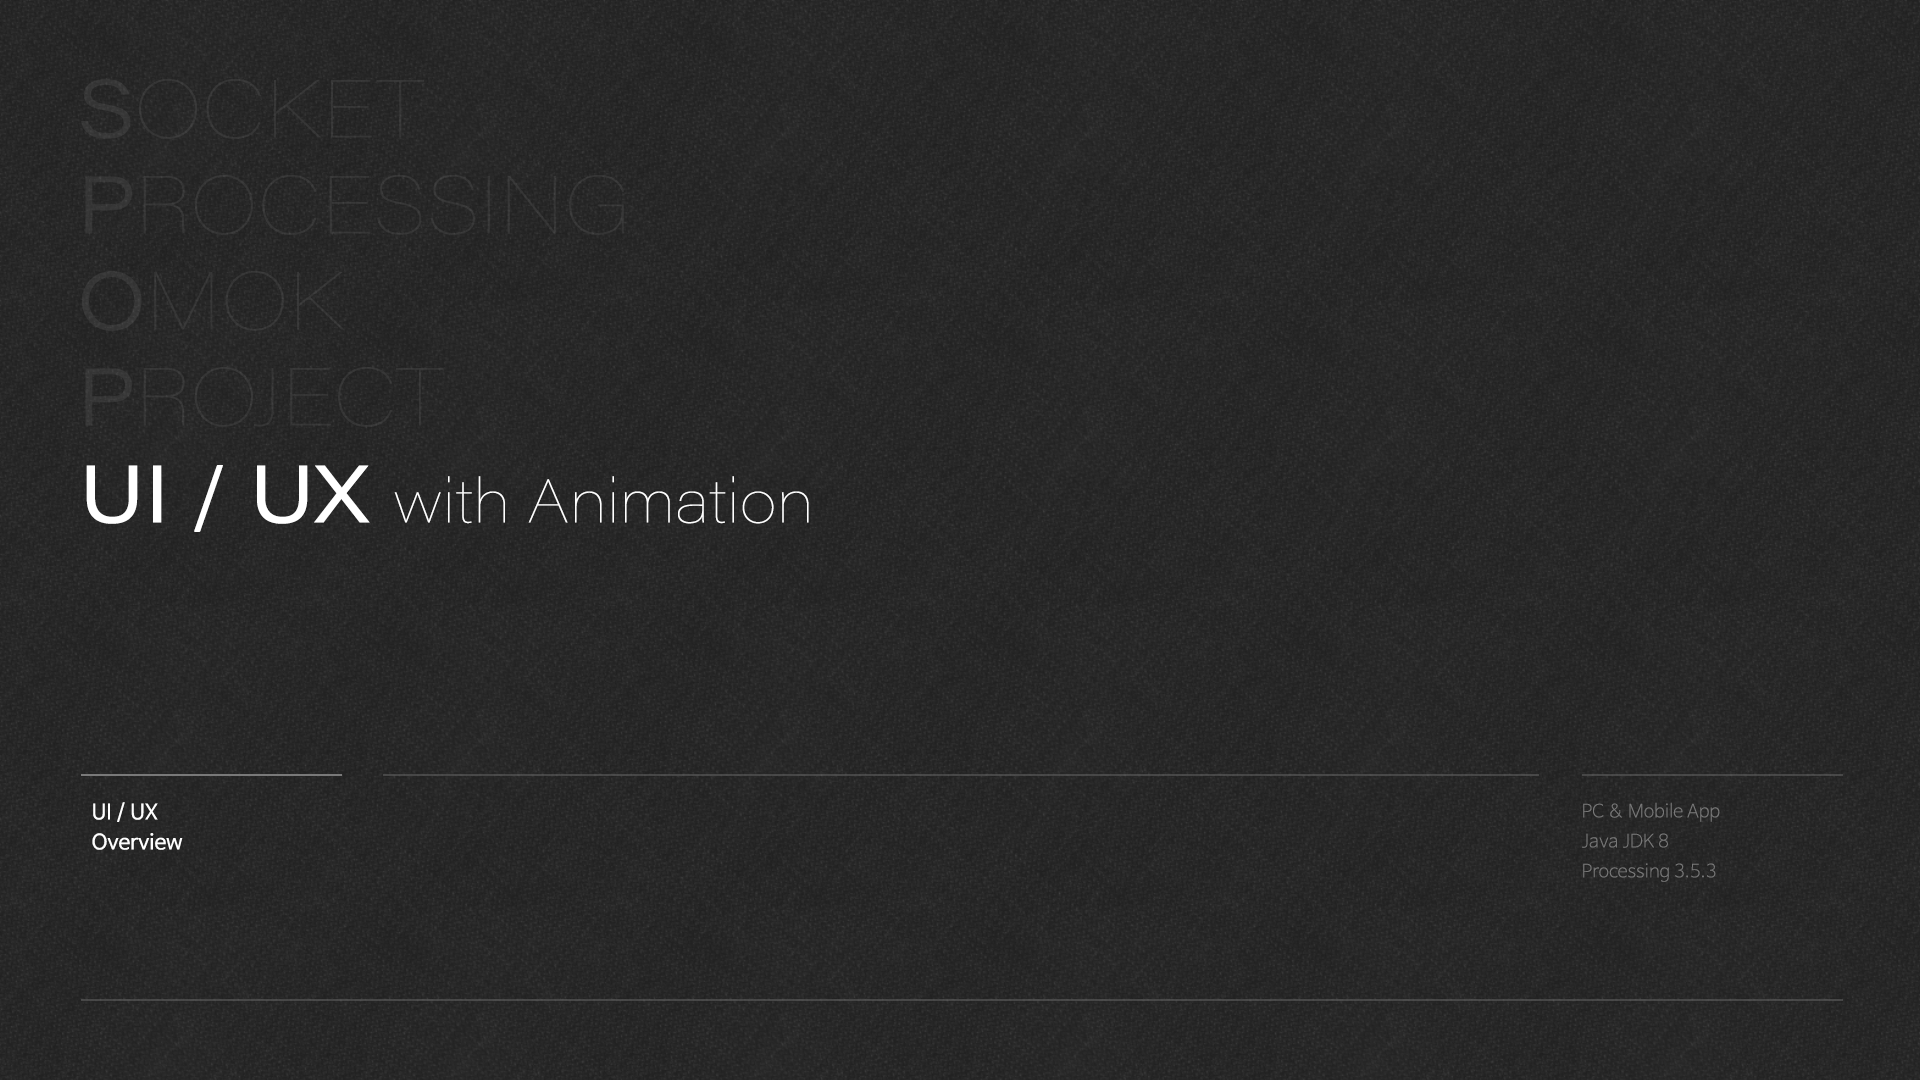 SOCKET
PROCESSING
OMOK
PROJECT
UI / UX with Animation
UI / UX
Overview
PC & Mobile App
Java JDK 8
Processing 3.5.3